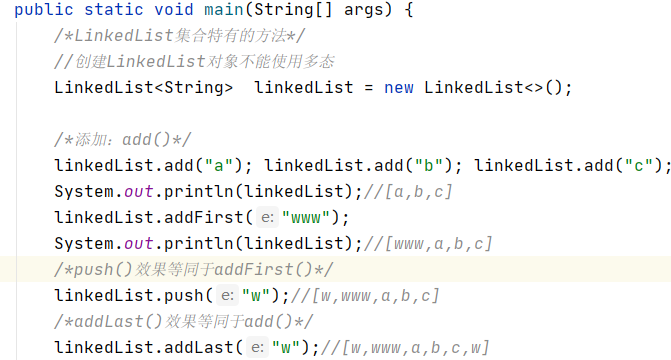 public static void main(String[] args) {
/*LinkedList集合特有的方法*/
//创建LinkedList对象不能使用多态
LinkedList<String>  linkedList = new LinkedList<>();
/*添加：add()*/
linkedList.add("a"); linkedList.add("b"); linkedList.add("c");
System.out.println(linkedList);//[a,b,c]
linkedList.addFirst( e: "www");
System.out.println(linkedList);//[www,a,b,c]
/*push()效果等同于addFirst()*/
linkedList.push( e: "w");//[w,www,a,b,c]
/*addLast()效果等同于add()*/
linkedList.addLast( e: "w");//[w,www,a,b,c,w]